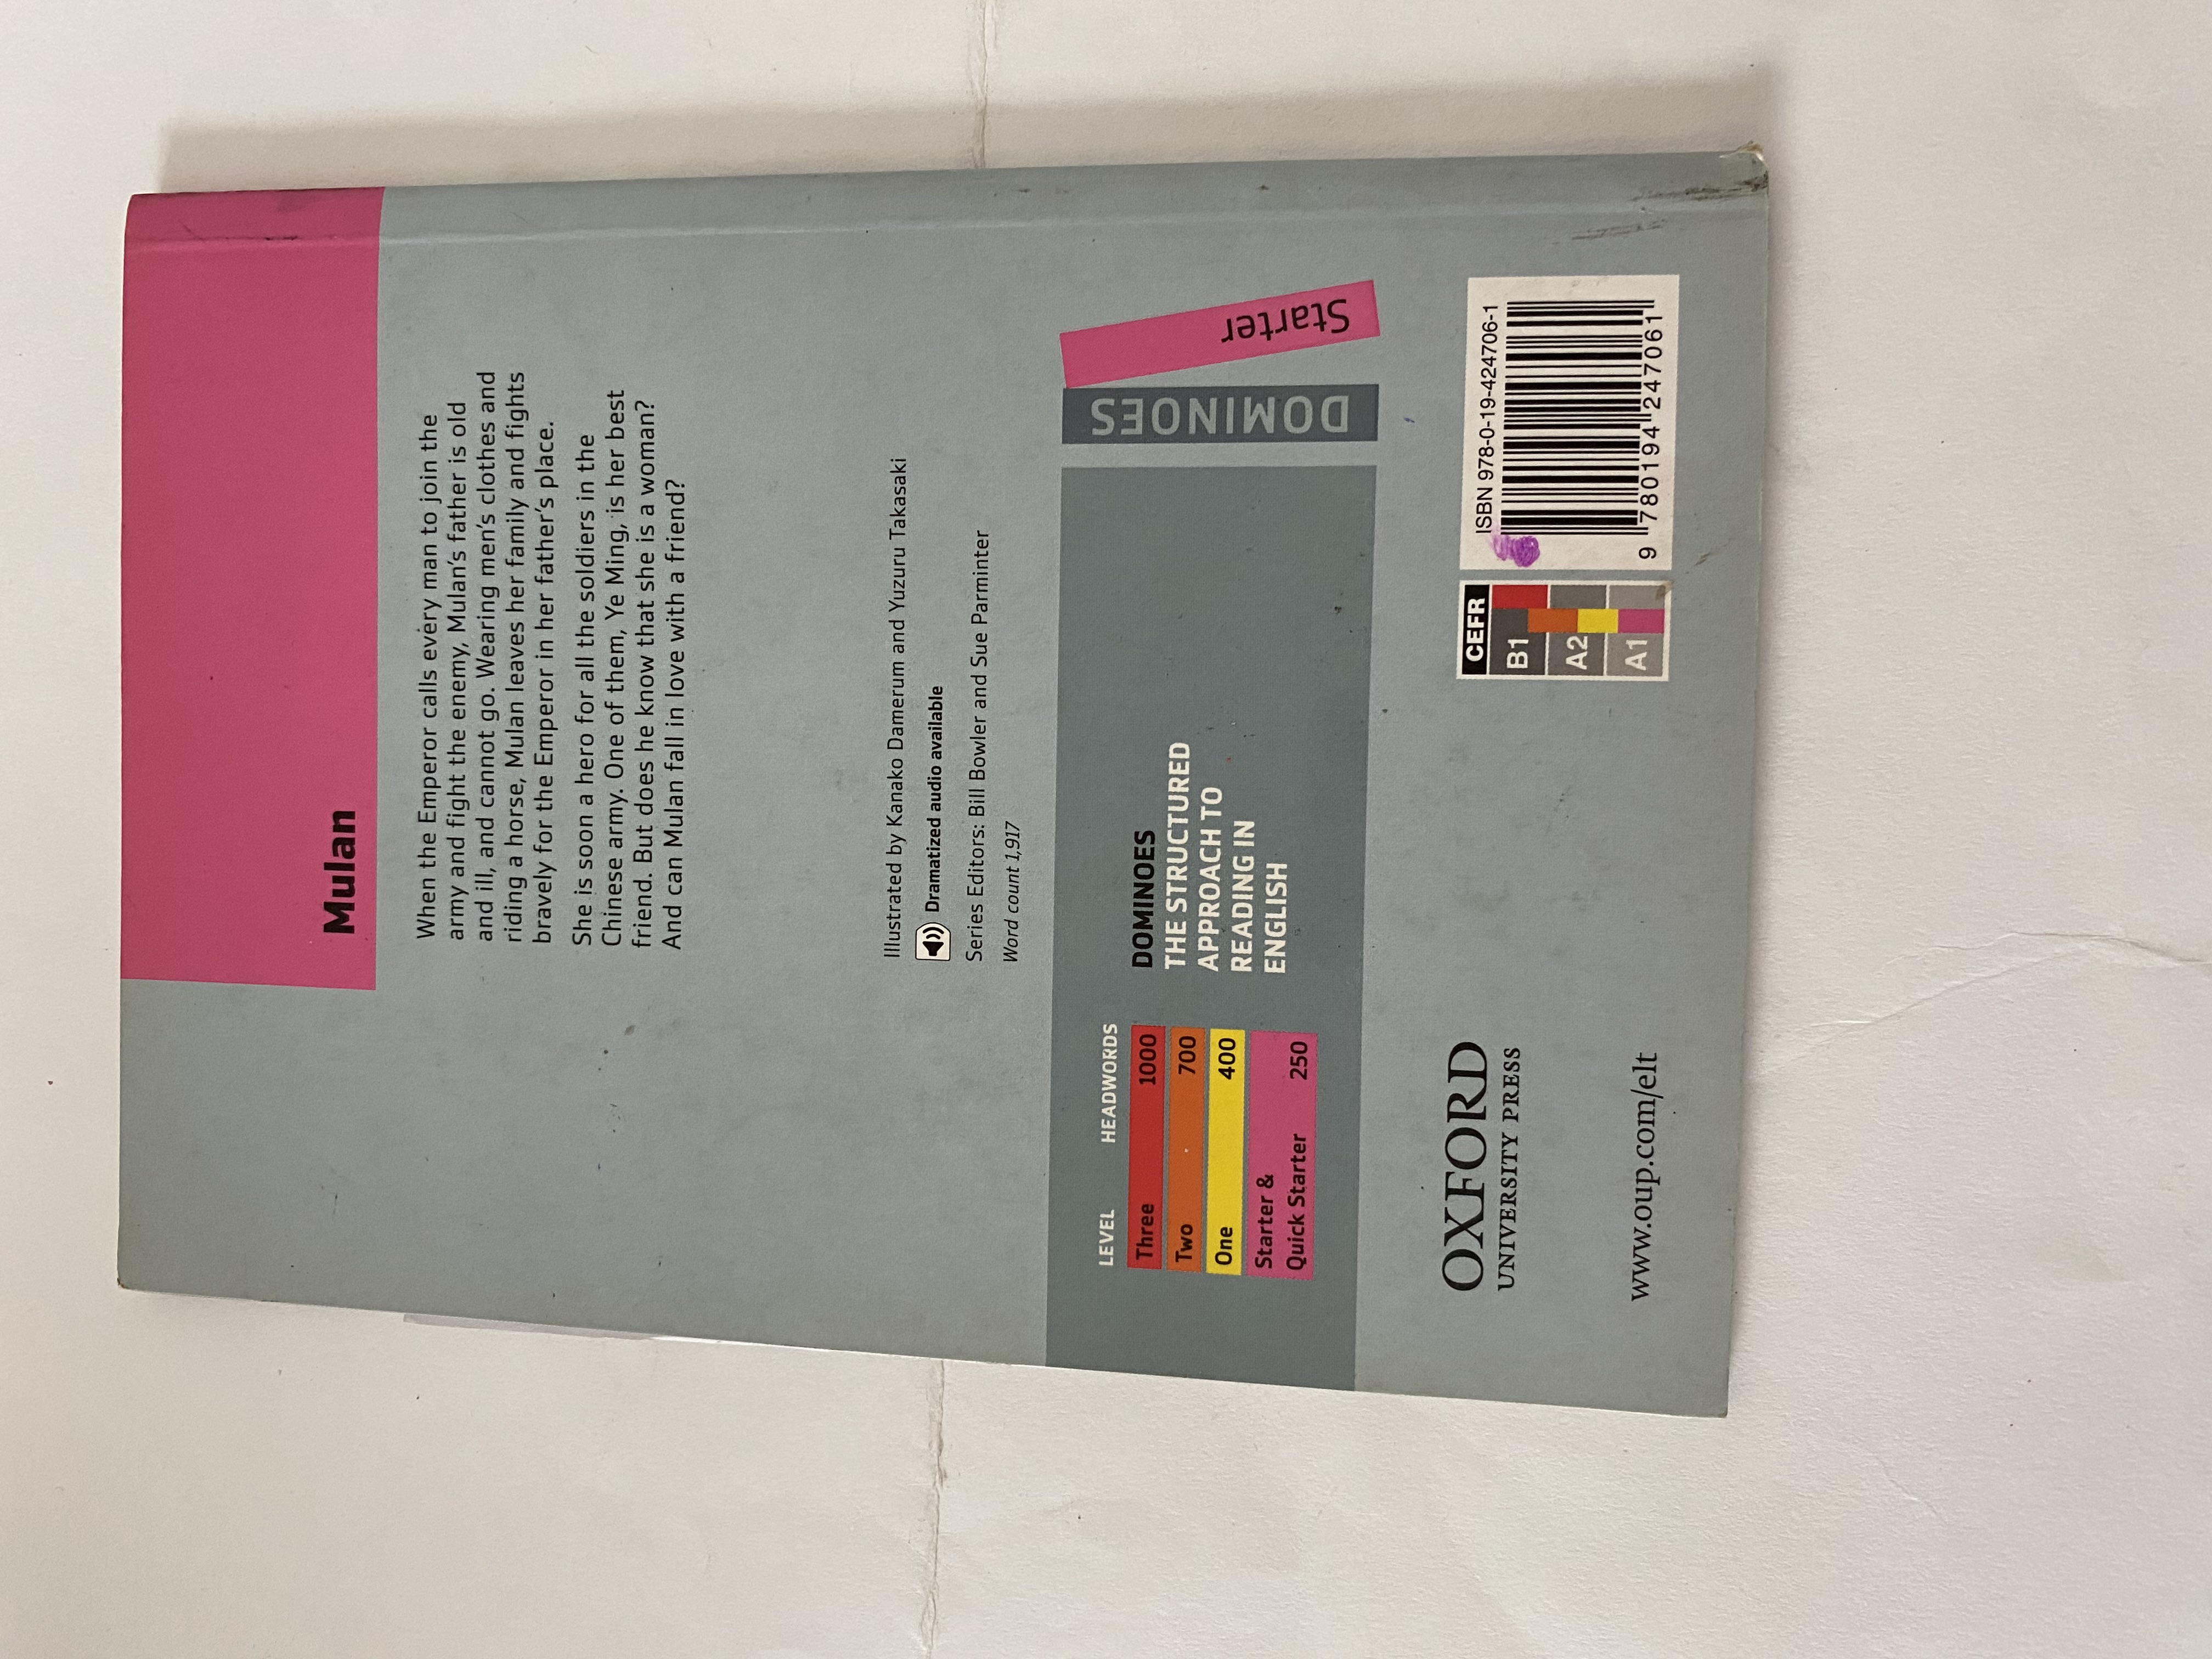 Mulan
When the Emperor calls every man to join the
army and fight the enemy, Mulan's father is old
and ill, and cannot go. Wearing men's clothes and
riding a horse, Mulan leaves her family and fights
bravely for the Emperor in her father's place.
She is soon a hero for all the soldiers in the
Chinese army. One of them, Ye Ming, is her best
friend. But does he know that she is a woman?
And can Mulan fall in love with a friend?
Illustrated by Kanako Damerum and Yuzuru Takasaki
Dramatized audio available
Series Editors: Bill Bowler and Sue Parminter
Word count 1,917
LEVEL HEADWORDS
Three 1000
Two 700
One 400
Starter &
Quick Starter 250
DOMINOES
THE STRUCTURED
APPROACH TO
READING IN
ENGLISH
DOMINOES
Starter
OXFORD
UNIVERSITY PRESS
www.oup.com/elt
CEFR
B1
A2
A1
ISBN 978-0-19-424706-1
9 780194 247061